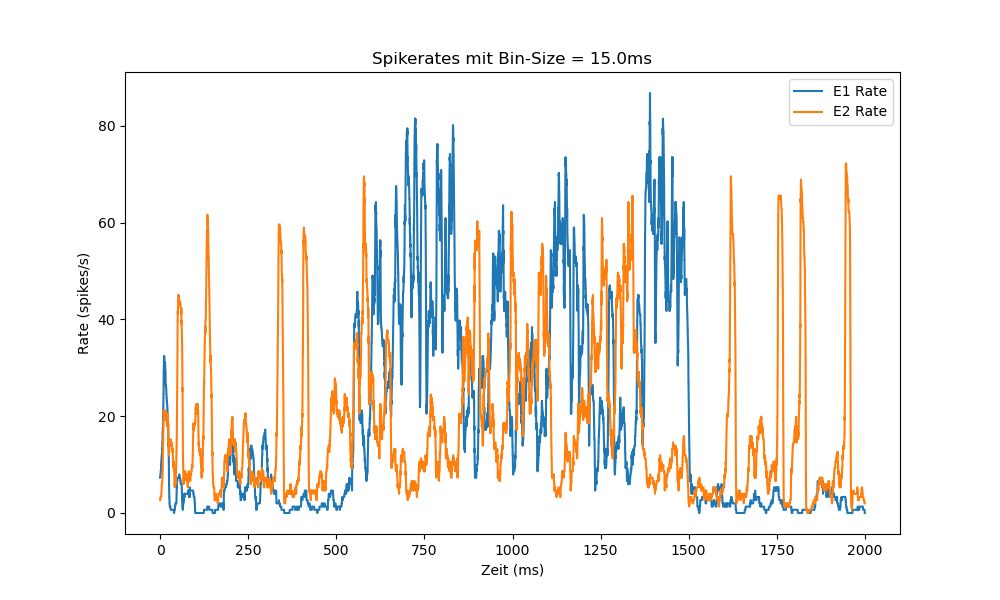 Spikerates mit Bin-Size = 15.0ms
E1 Rate
E2 Rate
Rate (spikes/s)
80
60
40
20
0
0 250 500 750 1000 1250 1500 1750 2000
Zeit (ms)